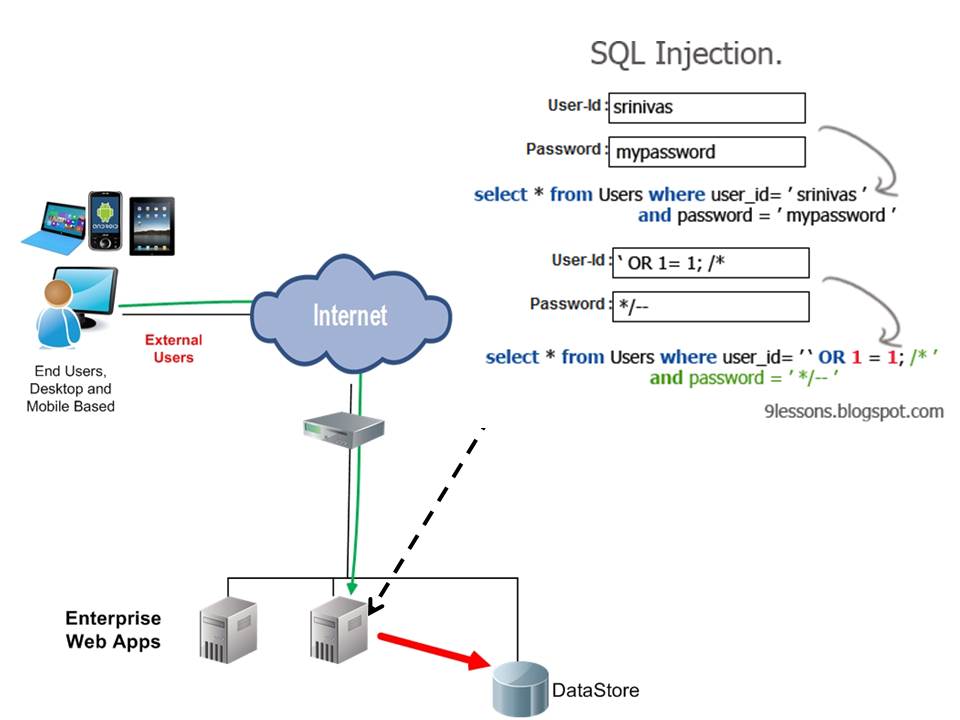 SQL Injection.
User-Id : srinivas
Password : mypassword
select * from Users where user_id= ’ srinivas ’
and password = ’ mypassword ’
User-Id : ‵ OR 1= 1; /*
Password : */--
select * from Users where user_id= ’ ‵ OR 1 = 1; /* ’
and password = ’ */-- ’
9lessons.blogspot.com
ANDROID
Internet
External
Users
End Users,
Desktop and
Mobile Based
Enterprise
Web Apps
DataStore